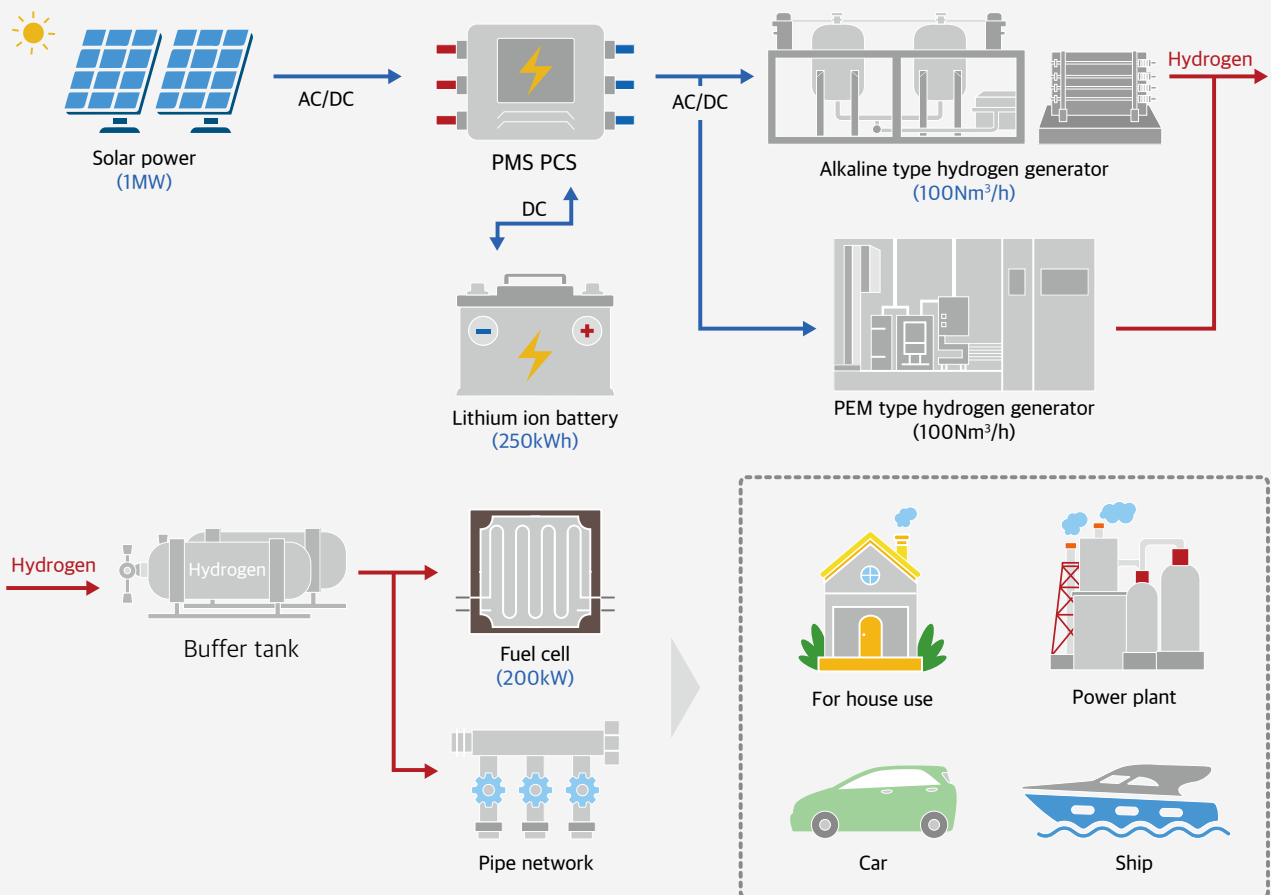 AC/DC
AC/DC
Hydrogen
Solar power
(1MW)
PMS PCS
Alkaline type hydrogen generator
(100Nm³/h)
DC
Lithium ion battery
(250kWh)
PEM type hydrogen generator
(100Nm³/h)
Hydrogen
Hydrogen
Buffer tank
Fuel cell
(200kW)
Pipe network
For house use
Power plant
Car
Ship